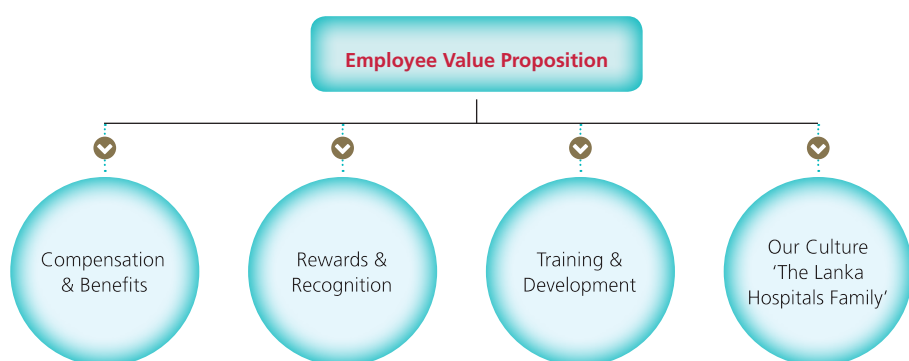 Employee Value Proposition
Compensation
& Benefits
Rewards &
Recognition
Training &
Development
Our Culture
'The Lanka
Hospitals Family'